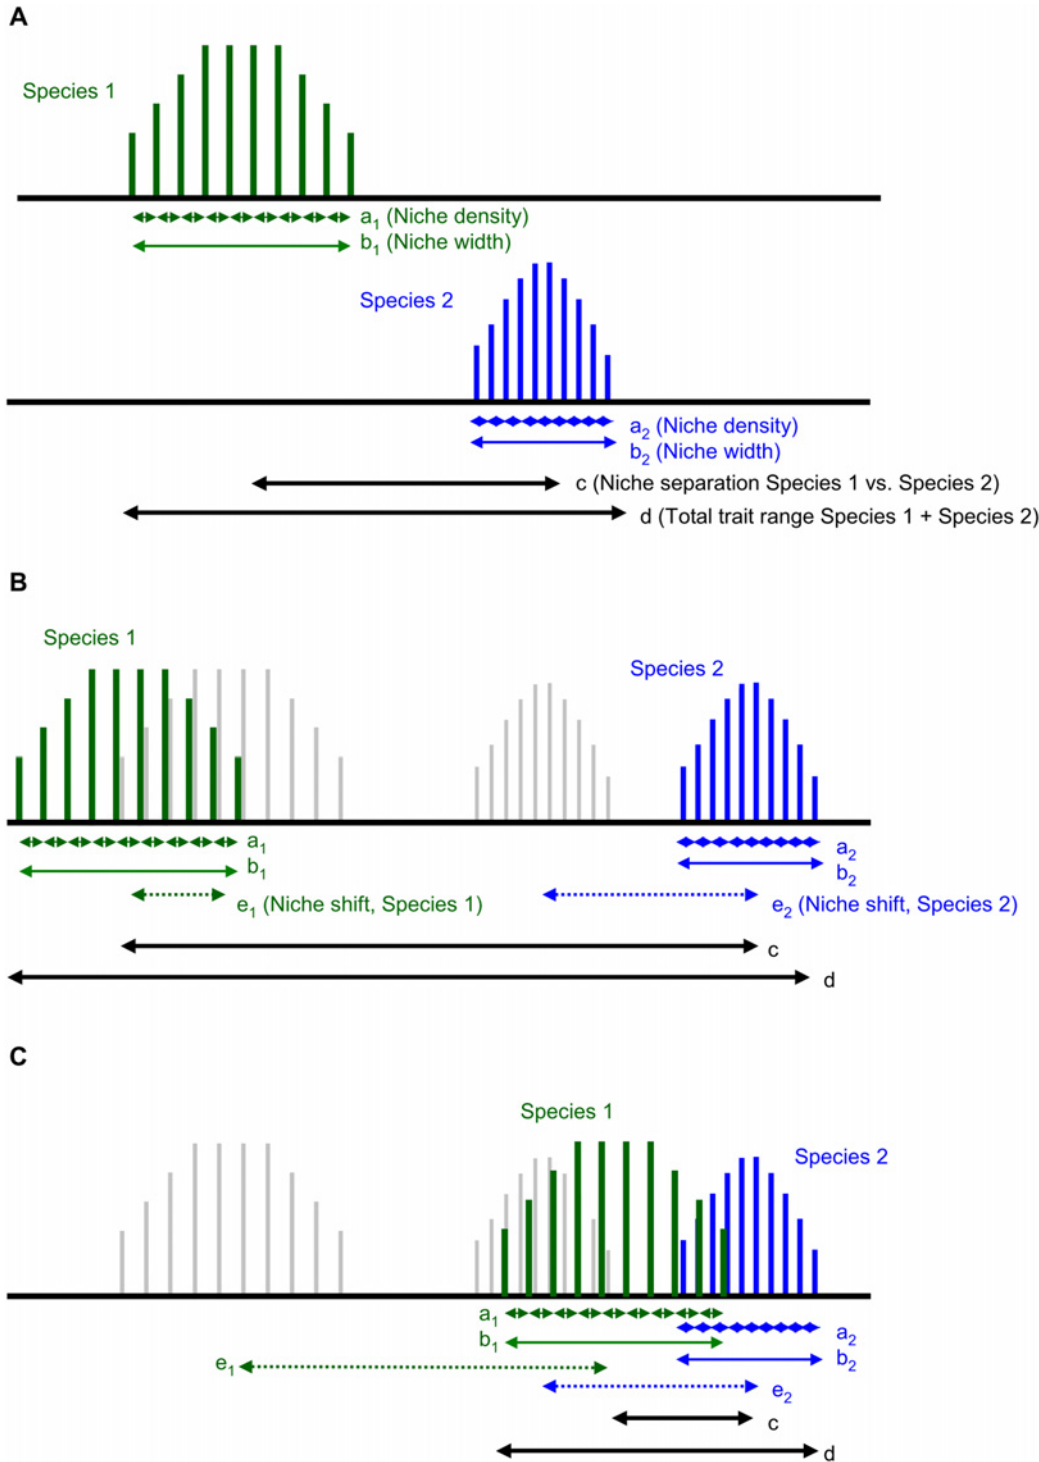 A
Species 1
a1 (Niche density)
b1 (Niche width)
Species 2
a2 (Niche density)
b2 (Niche width)
c (Niche separation Species 1 vs. Species 2)
d (Total trait range Species 1 + Species 2)
B
Species 1
Species 2
a1
b1
a2
b2
e1 (Niche shift, Species 1)
e2 (Niche shift, Species 2)
c
d
C
Species 1
Species 2
a1
b1
a2
b2
e1
e2
c
d